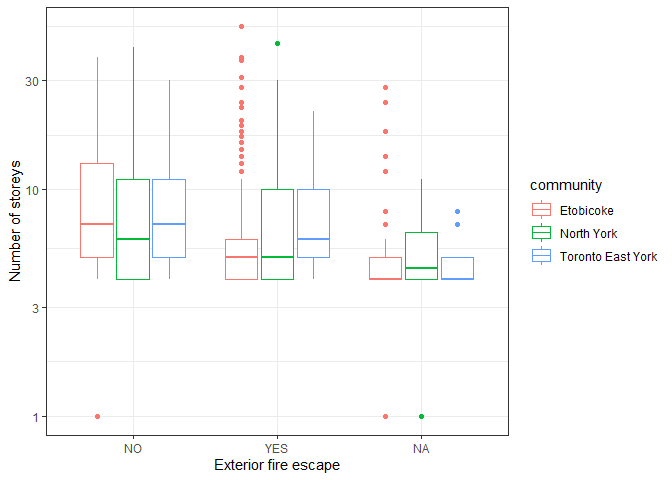 Number of storeys
30
10
3
1
NO YES NA
Exterior fire escape
community
Etobicoke
North York
Toronto East York